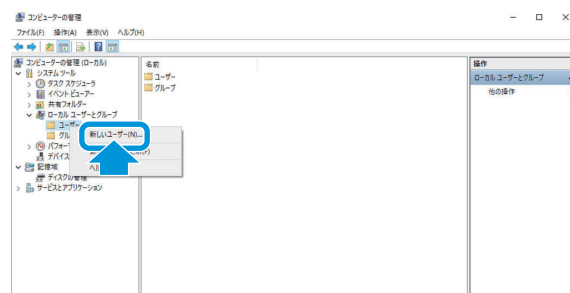 コンピューターの管理
ファイル(F) 操作(A) 表示(V) ヘルプ(H)
コンピューターの管理 (ローカル)
システム ツール
タスク スケジューラ
イベント ビューアー
共有フォルダー
ローカル ユーザーとグループ
ユーザー
グル
パフォー
デバイス
記憶域
ディスクの管理
サービスとアプリケーション
新しいユーザー(N)...
名前
ユーザー
グループ
操作
ローカル ユーザーとグループ
他の操作